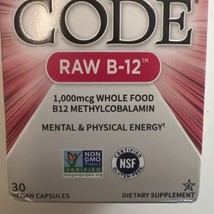 CODE
RAW B-12™
1,000mcg WHOLE FOOD
B12 METHYLCOBALAMIN
MENTAL & PHYSICAL ENERGY†
NON
GMO
VERIFIED
NSF
30
VEGAN CAPSULES
DIETARY SUPPLEMENT